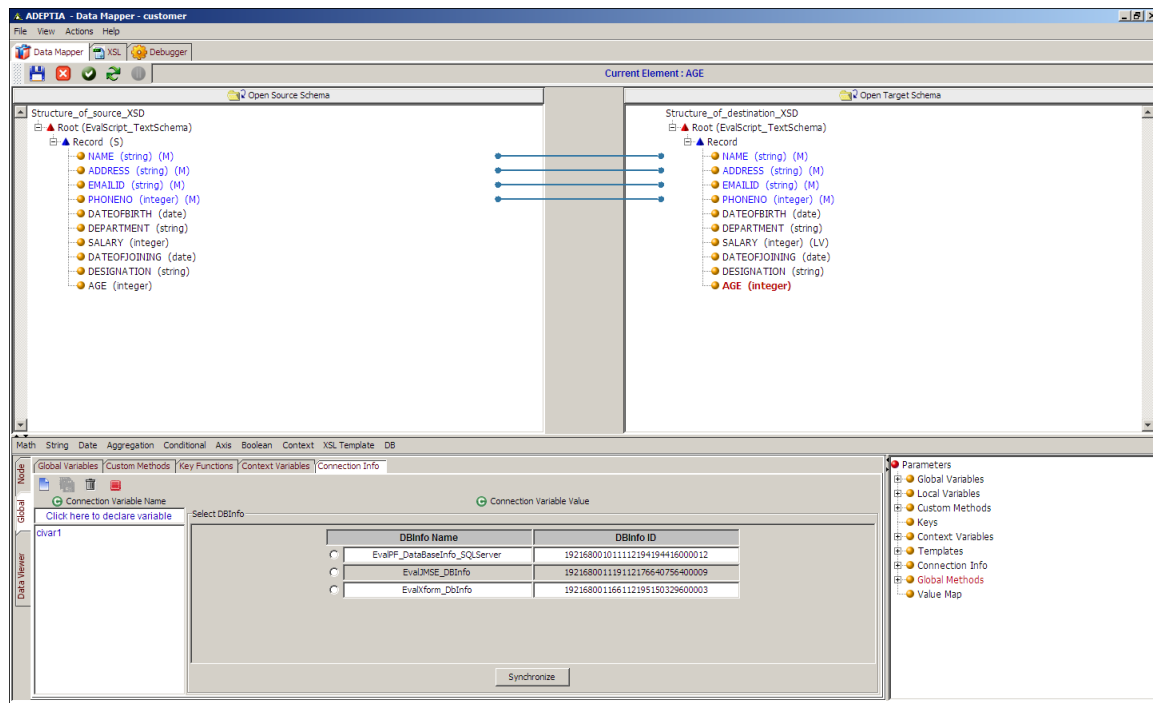 ADEPTIA - Data Mapper - customer
File View Actions Help
Data Mapper XSL Debugger
Current Element : AGE
Open Source Schema
Open Target Schema
Structure_of_source_XSD
Root (EvalScript_TextSchema)
Record (S)
NAME (string) (M)
ADDRESS (string) (M)
EMAILID (string) (M)
PHONENO (integer) (M)
DATEOFBIRTH (date)
DEPARTMENT (string)
SALARY (integer)
DATEOFJOINING (date)
DESIGNATION (string)
AGE (integer)
Structure_of_destination_XSD
Root (EvalScript_TextSchema)
Record
NAME (string) (M)
ADDRESS (string) (M)
EMAILID (string) (M)
PHONENO (integer) (M)
DATEOFBIRTH (date)
DEPARTMENT (string)
SALARY (integer) (LV)
DATEOFJOINING (date)
DESIGNATION (string)
AGE (integer)
Math String Date Aggregation Conditional Axis Boolean Context XSL Template DB
Node
Global
Data Viewer
Global Variables Custom Methods Key Functions Context Variables Connection Info
Connection Variable Name
Connection Variable Value
Click here to declare variable
civar1
Select DBInfo
DBInfo Name DBInfo ID
EvalPF_DataBaseInfo_SQLServer 192168001011112194194416000012
EvalJMSE_DBInfo 192168001119112176640756400009
EvalXform_DbInfo 192168001166112195150329600003
Synchronize
Parameters
Global Variables
Local Variables
Custom Methods
Keys
Context Variables
Templates
Connection Info
Global Methods
Value Map